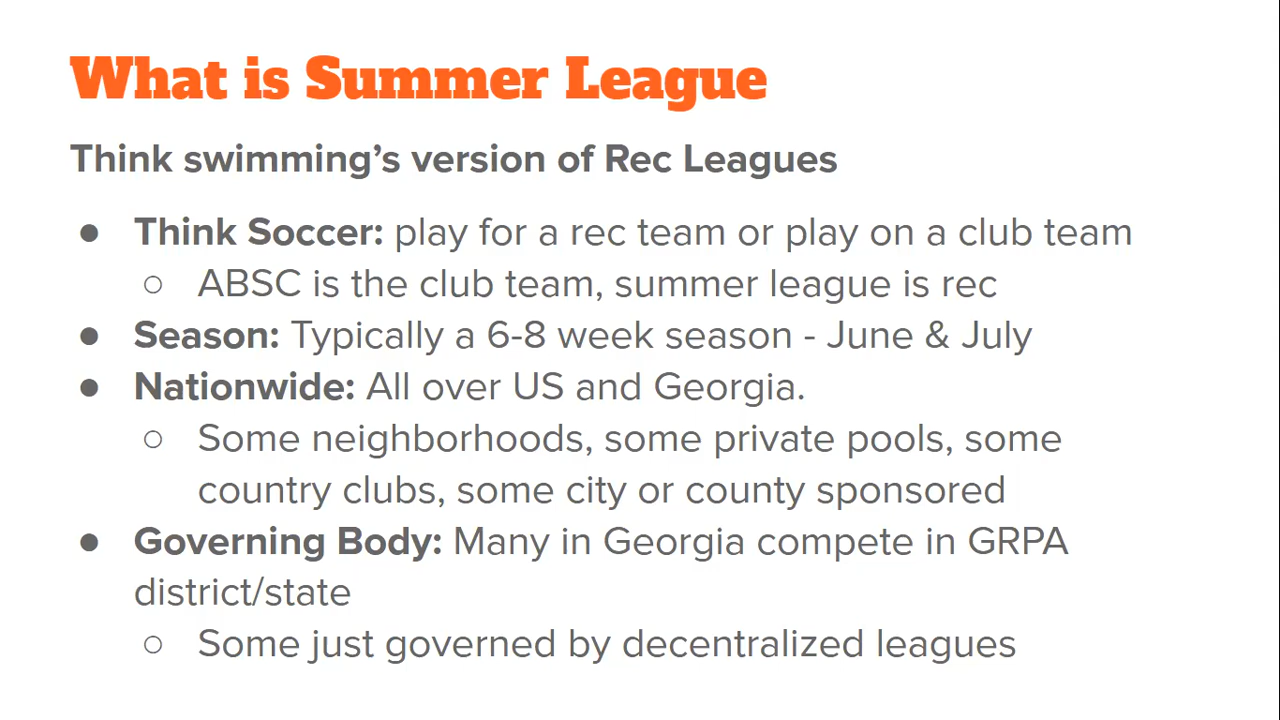 What is Summer League
Think swimming’s version of Rec Leagues
● Think Soccer: play for a rec team or play on a club team
○ ABSC is the club team, summer league is rec
● Season: Typically a 6-8 week season - June & July
● Nationwide: All over US and Georgia.
○ Some neighborhoods, some private pools, some
country clubs, some city or county sponsored
● Governing Body: Many in Georgia compete in GRPA
district/state
○ Some just governed by decentralized leagues